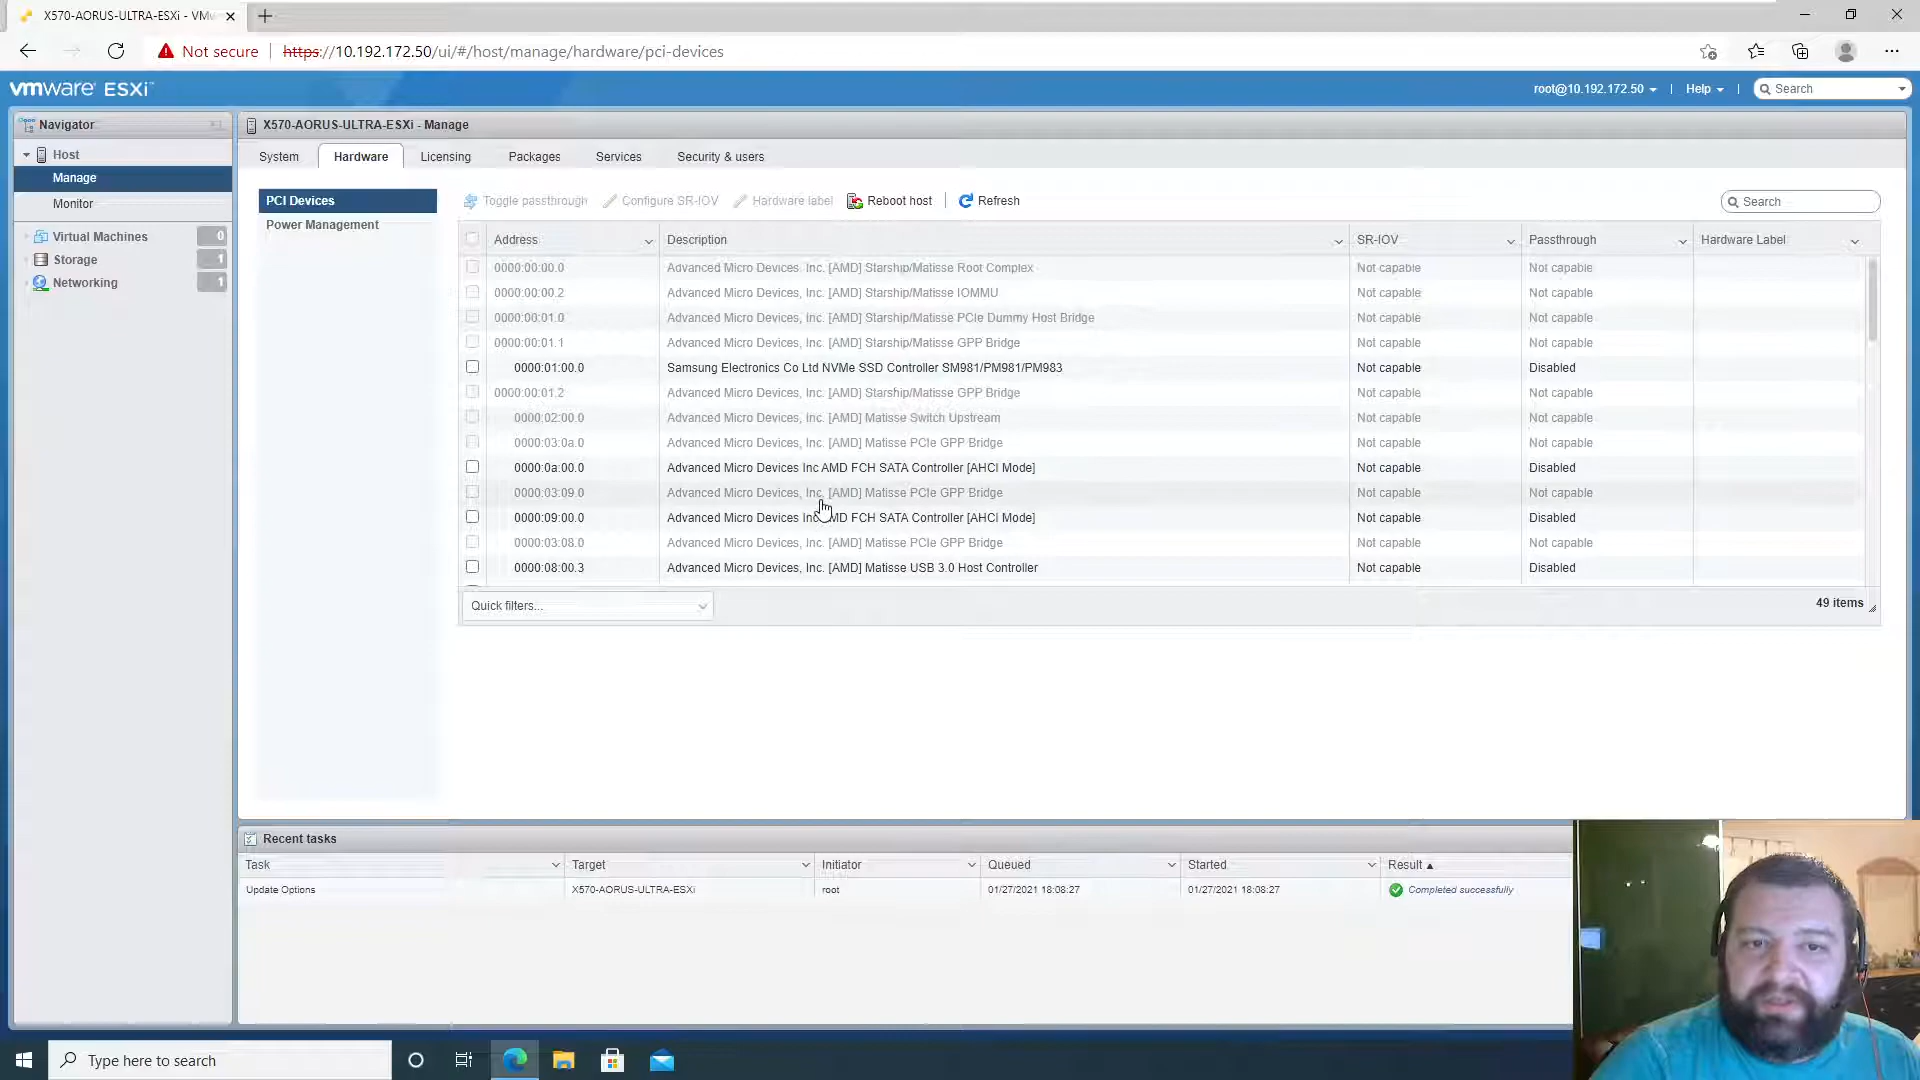 X570-AORUS-ULTRA-ESXi - VMw
Not secure
https://10.192.172.50/ui/#/host/manage/hardware/pci-devices
vmware ESXi
root@10.192.172.50
Help
Search
Navigator
Host
Manage
Monitor
Virtual Machines 0
Storage 1
Networking 1
X570-AORUS-ULTRA-ESXi - Manage
System Hardware Licensing Packages Services Security & users
PCI Devices
Power Management
Toggle passthrough Configure SR-IOV Hardware label Reboot host Refresh
Search
Address Description SR-IOV Passthrough Hardware Label
0000:00:00.0 Advanced Micro Devices, Inc. [AMD] Starship/Matisse Root Complex Not capable Not capable
0000:00:00.2 Advanced Micro Devices, Inc. [AMD] Starship/Matisse IOMMU Not capable Not capable
0000:00:01.0 Advanced Micro Devices, Inc. [AMD] Starship/Matisse PCIe Dummy Host Bridge Not capable Not capable
0000:00:01.1 Advanced Micro Devices, Inc. [AMD] Starship/Matisse GPP Bridge Not capable Not capable
0000:01:00.0 Samsung Electronics Co Ltd NVMe SSD Controller SM981/PM981/PM983 Not capable Disabled
0000:00:01.2 Advanced Micro Devices, Inc. [AMD] Starship/Matisse GPP Bridge Not capable Not capable
0000:02:00.0 Advanced Micro Devices, Inc. [AMD] Matisse Switch Upstream Not capable Not capable
0000:03:0a.0 Advanced Micro Devices, Inc. [AMD] Matisse PCIe GPP Bridge Not capable Not capable
0000:0a:00.0 Advanced Micro Devices Inc AMD FCH SATA Controller [AHCI Mode] Not capable Disabled
0000:03:09.0 Advanced Micro Devices, Inc. [AMD] Matisse PCIe GPP Bridge Not capable Not capable
0000:09:00.0 Advanced Micro Devices Inc AMD FCH SATA Controller [AHCI Mode] Not capable Disabled
0000:03:08.0 Advanced Micro Devices, Inc. [AMD] Matisse PCIe GPP Bridge Not capable Not capable
0000:08:00.3 Advanced Micro Devices, Inc. [AMD] Matisse USB 3.0 Host Controller Not capable Disabled
Quick filters...
49 items
Recent tasks
Task Target Initiator Queued Started Result
Update Options X570-AORUS-ULTRA-ESXi root 01/27/2021 18:08:27 01/27/2021 18:08:27 Completed successfully
Type here to search